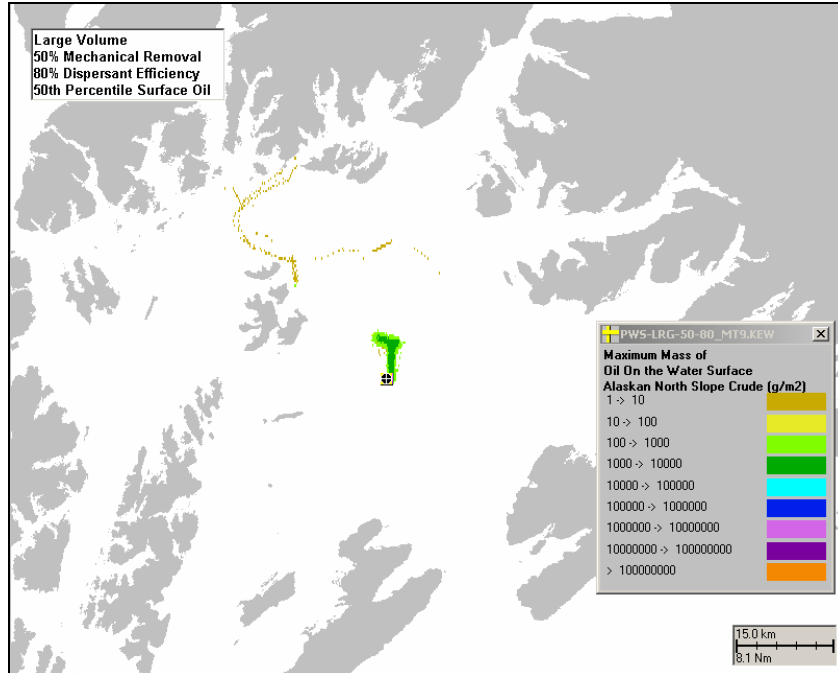 Large Volume
50% Mechanical Removal
80% Dispersant Efficiency
50th Percentile Surface Oil
PWS-LRG-50-80_MT9.KEW
Maximum Mass of
Oil On the Water Surface
Alaskan North Slope Crude (g/m2)
1 -> 10
10 -> 100
100 -> 1000
1000 -> 10000
10000 -> 100000
100000 -> 1000000
1000000 -> 10000000
10000000 -> 100000000
> 100000000
15.0 km
8.1 Nm